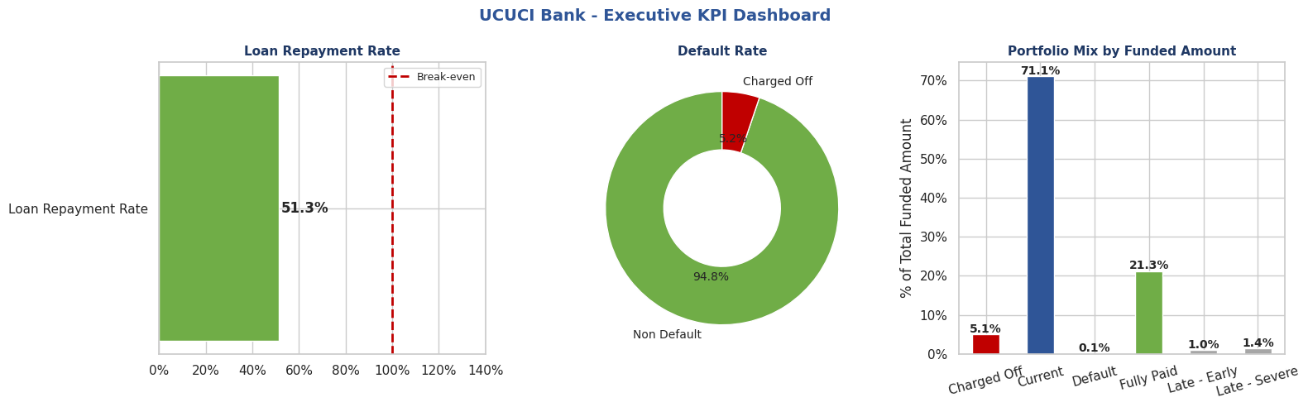 UCUCI Bank - Executive KPI Dashboard
Loan Repayment Rate
Break-even
Loan Repayment Rate
51.3%
0% 20% 40% 60% 80% 100% 120% 140%
Default Rate
Charged Off
5.2%
94.8%
Non Default
Portfolio Mix by Funded Amount
% of Total Funded Amount
70%
60%
50%
40%
30%
20%
10%
0%
5.1%
71.1%
0.1%
21.3%
1.0%
1.4%
Charged Off
Current
Default
Fully Paid
Late - Early
Late - Severe